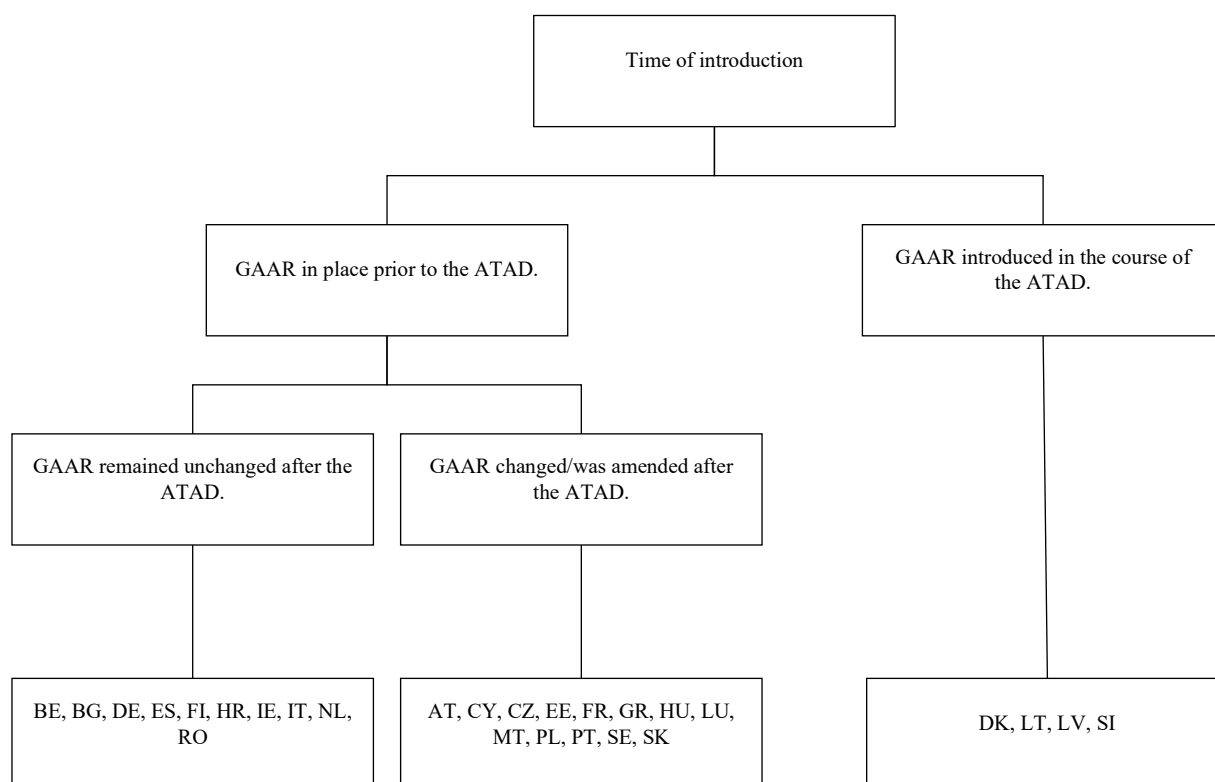 Time of introduction
GAAR in place prior to the ATAD.
GAAR introduced in the course of
the ATAD.
GAAR remained unchanged after the
ATAD.
GAAR changed/was amended after
the ATAD.
BE, BG, DE, ES, FI, HR, IE, IT, NL,
RO
AT, CY, CZ, EE, FR, GR, HU, LU,
MT, PL, PT, SE, SK
DK, LT, LV, SI